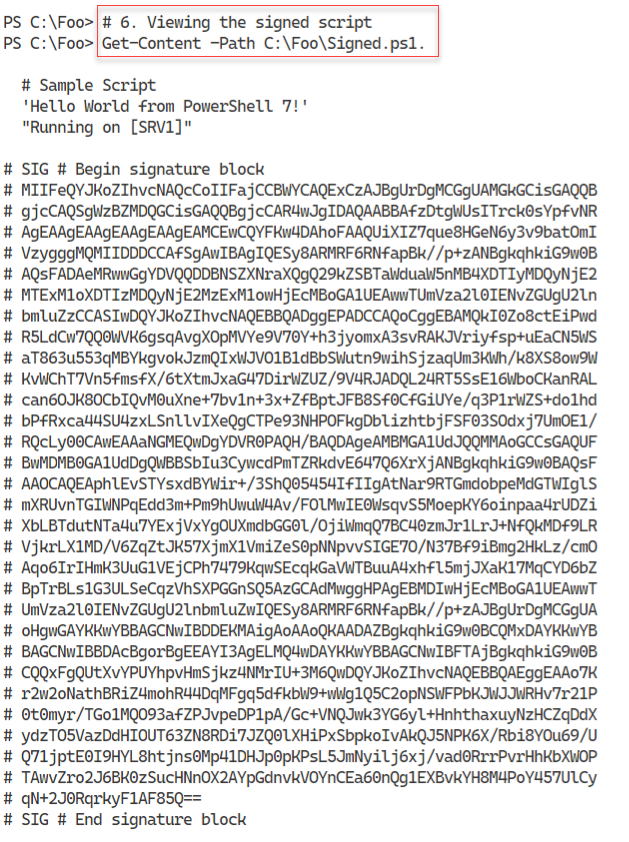 PS C:\Foo> # 6. Viewing the signed script
PS C:\Foo> Get-Content -Path C:\Foo\Signed.ps1.
# Sample Script
'Hello World from PowerShell 7!'
"Running on [SRV1]"
# SIG # Begin signature block
# MIIFeQYJKoZIhvcNAQcCoIIFajCCBWYCAQExCzAJBgUrDgMCGgUAMGkGCisGAQQB
# gjcCAQSgWzBZMDQGCisGAQQBgjcCAR4wJgIDAQAABBAfzDtgWUsITrck0sYpfvNR
# AgEAAgEAAgEAAgEAAgEAMCEwCQYFKw4DAhoFAAQUiXIZ7que8HGeN6y3v9batOmI
# VzygggMQMIIDDDCCAfSgAwIBAgIQESy8ARMRF6RNfapBk//p+zANBgkqhkiG9w0B
# AQsFADAeMRwwGgYDVQQDDBNSZXNraXQgQ29kZSBTaWduaW5nMB4XDTIyMDQyNjE2
# MTExM1oXDTIzMDQyNjE2MzExM1owHjEcMBoGA1UEAwwTUmVza2l0IENvZGUgU2ln
# bmluZzCCASIwDQYJKoZIhvcNAQEBBQADggEPADCCAQoCggEBAMQkI0Zo8ctEiPwd
# R5LdCw7QQ0WVK6gsqAvgXOpMVYe9V70Y+h3jyomxA3svRAKJVriyfsp+uEaCN5WS
# aT863u553qMBYkgvokJzmQIxWJVO1B1dBbSWutn9wihSjzaqUm3KWh/k8XS8ow9W
# KvWChT7Vn5fmsfX/6tXtmJxaG47DirWZUZ/9V4RJADQL24RT5SsE16WboCKanRAL
# can6OJK8OCbIQvM0uXne+7bv1n+3x+ZfBptJFB8Sf0CfGiUYe/q3P1rWZS+do1hd
# bPfRxca44SU4zxLSnllvIXeQgCTPe93NHPOFkgDblizhtbjFSF03SOdxj7UmOE1/
# RQcLy00CAwEAAaNGMEQwDgYDVR0PAQH/BAQDAgeAMBMGA1UdJQQMMAoGCCsGAQUF
# BwMDMB0GA1UdDgQWBBSbIu3CywcdPmTZRkdvE647Q6XrXjANBgkqhkiG9w0BAQsF
# AAOCAQEAphlEvSTYsxdBYWir+/3ShQ05454IfIIgAtNar9RTGmdobpeMdGTWIglS
# mXRUvnTGIWNPqEdd3m+Pm9hUwuW4Av/FOlMwIE0WsqvS5MoepKY6oinpaa4rUDZi
# XbLBTdutNTa4u7YExjVxYgOUXmdbGG0l/OjiWmqQ7BC40zmJr1LrJ+NfQkMDf9LR
# VjkrLX1MD/V6ZqZtJK57XjmX1VmiZeS0pNNpvvSIGE7O/N37Bf9iBmg2HkLz/cmO
# Aqo6IrIHmK3UuG1VEjCPh7479KqwSEcqkGaVWTBuuA4xhfl5mjJXaK17MqCYD6bZ
# BpTrBLs1G3ULSeCqzVhSXPGGnSQ5AzGCAdMwggHPAgEBMDIwHjEcMBoGA1UEAwwT
# UmVza2l0IENvZGUgU2lnbmluZwIQESy8ARMRF6RNfapBk//p+zAJBgUrDgMCGgUA
# oHgwGAYKKwYBBAGCNwIBDDEKMAigAoAAoQKAADAZBgkqhkiG9w0BCQMxDAYKKwYB
# BAGCNwIBBDAcBgorBgEEAYI3AgELMQ4wDAYKKwYBBAGCNwIBFTAjBgkqhkiG9w0B
# CQQxFgQUtXvYPUYhpvHmSjkz4NMrIU+3M6QwDQYJKoZIhvcNAQEBBQAEggEAAo7K
# r2w2oNathBRiZ4mohR44DqMFgq5dfkbW9+wWg1Q5C2opNSWFPbKJWJJWRHv7r21P
# 0t0myr/TGo1MQO93afZPJvpeDP1pA/Gc+VNQJwk3YG6yl+HnhthaxuyNzHCZqDdX
# ydzTO5VazDdHIOUT63ZN8RDi7JZQ0lXHiPxSbpkoIvAkQJ5NPK6X/Rbi8YOu69/U
# Q71jptE0I9HYL8htjns0Mp41DHJp0pKPsL5JmNyilj6xj/vad0RrrPvrHhKbXWOP
# TAwvZro2J6BK0zSucHNnOX2AYpGdnvkVOYnCEa60nQg1EXBvkYH8M4PoY457UlCy
# qN+2J0RqrkyF1AF85Q==
# SIG # End signature block